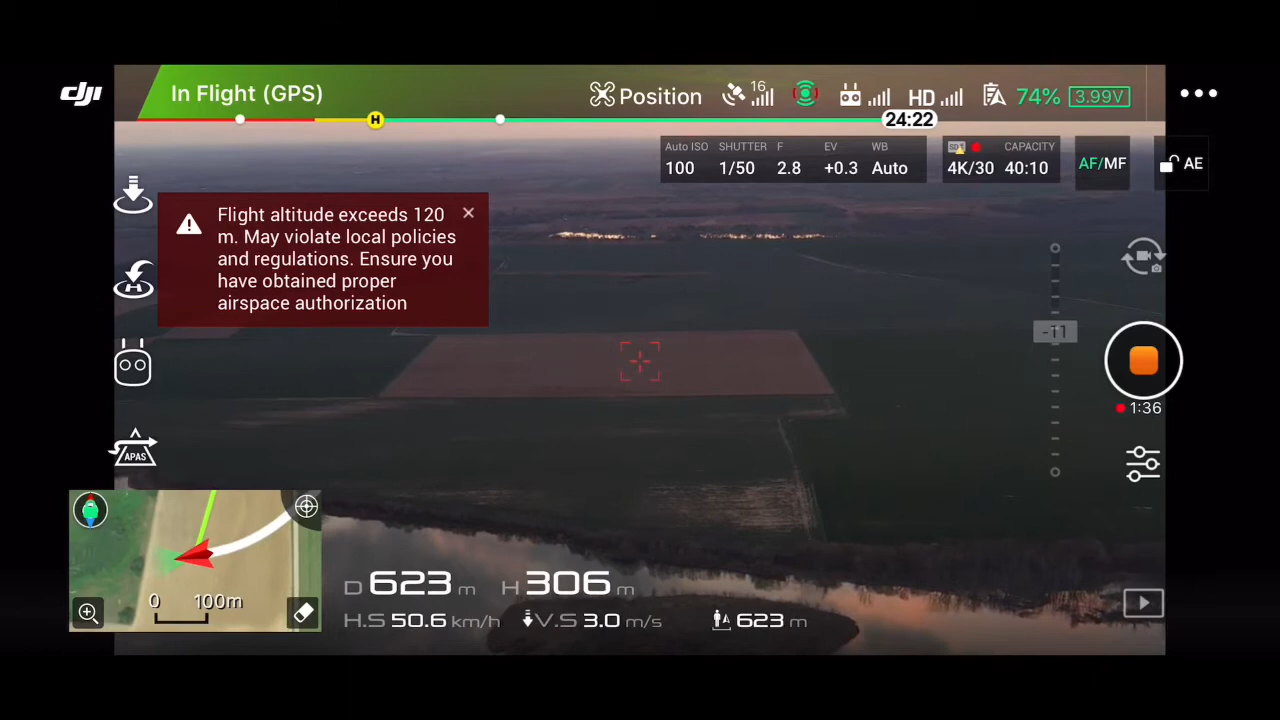 dji
In Flight (GPS)
Position
16
HD
74%
3.99V
H
24:22
Auto ISO SHUTTER F EV WB
100 1/50 2.8 +0.3 Auto
CAPACITY
4K/30 40:10
AF/MF
AE
Flight altitude exceeds 120
m. May violate local policies
and regulations. Ensure you
have obtained proper
airspace authorization
-11
1:36
APAS
0 100m
D 623 m H 306 m
H.S 50.6 km/h V.S 3.0 m/s 623 m